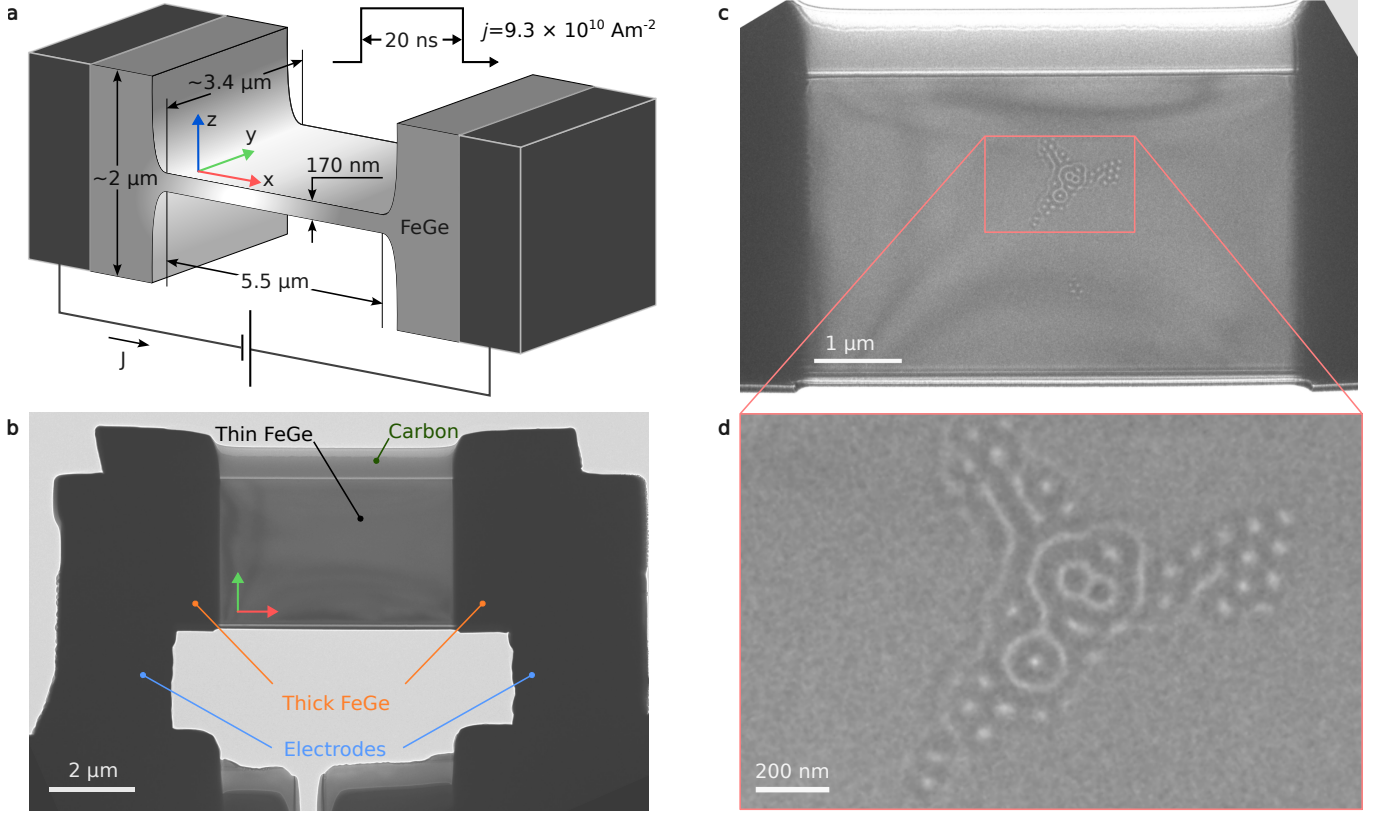 a
20 ns
j=9.3 × 10¹⁰ Am⁻²
~3.4 µm
z
y
x
170 nm
~2 µm
FeGe
5.5 µm
J
b
Thin FeGe
Carbon
Thick FeGe
Electrodes
2 µm
c
1 µm
d
200 nm